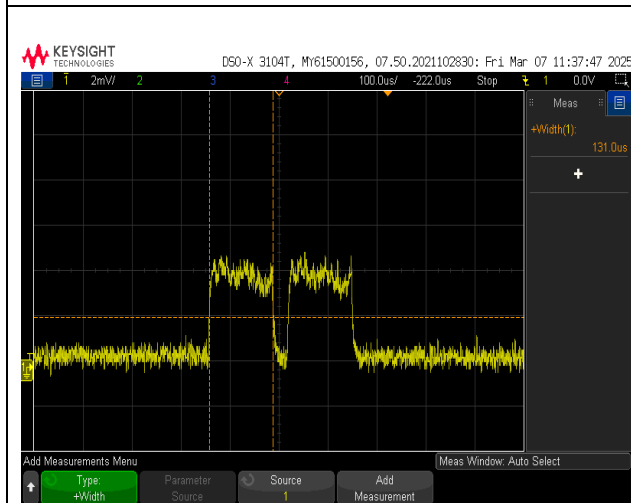 KEYSIGHT
TECHNOLOGIES
DSO-X 3104T, MY61500156, 07.50.2021102830: Fri Mar 07 11:37:47 2025
1 2mV/ 2 3 4 100.0us/ -222.0us Stop 1 0.0V
Meas
+Width(1):
131.0us
+
Add Measurements Menu
Meas Window: Auto Select
Type:
+Width
Parameter
Source
Source
1
Add
Measurement